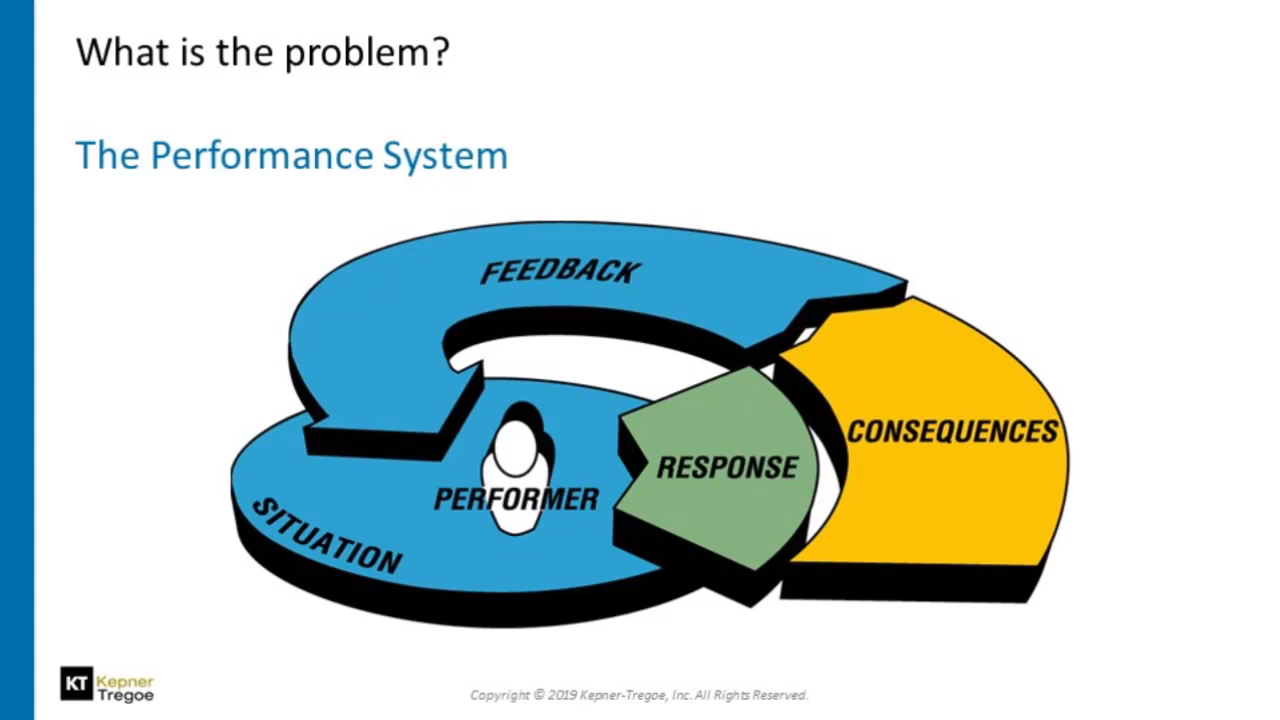 What is the problem?
The Performance System
FEEDBACK
CONSEQUENCES
RESPONSE
PERFORMER
SITUATION
KT Kepner
Tregoe
Copyright © 2019 Kepner-Tregoe, Inc. All Rights Reserved.